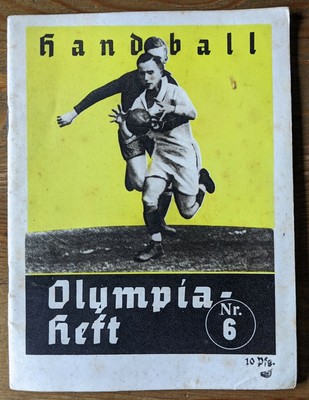 Handball
Olympia-
Heft
Nr.
6
10 Pfg.